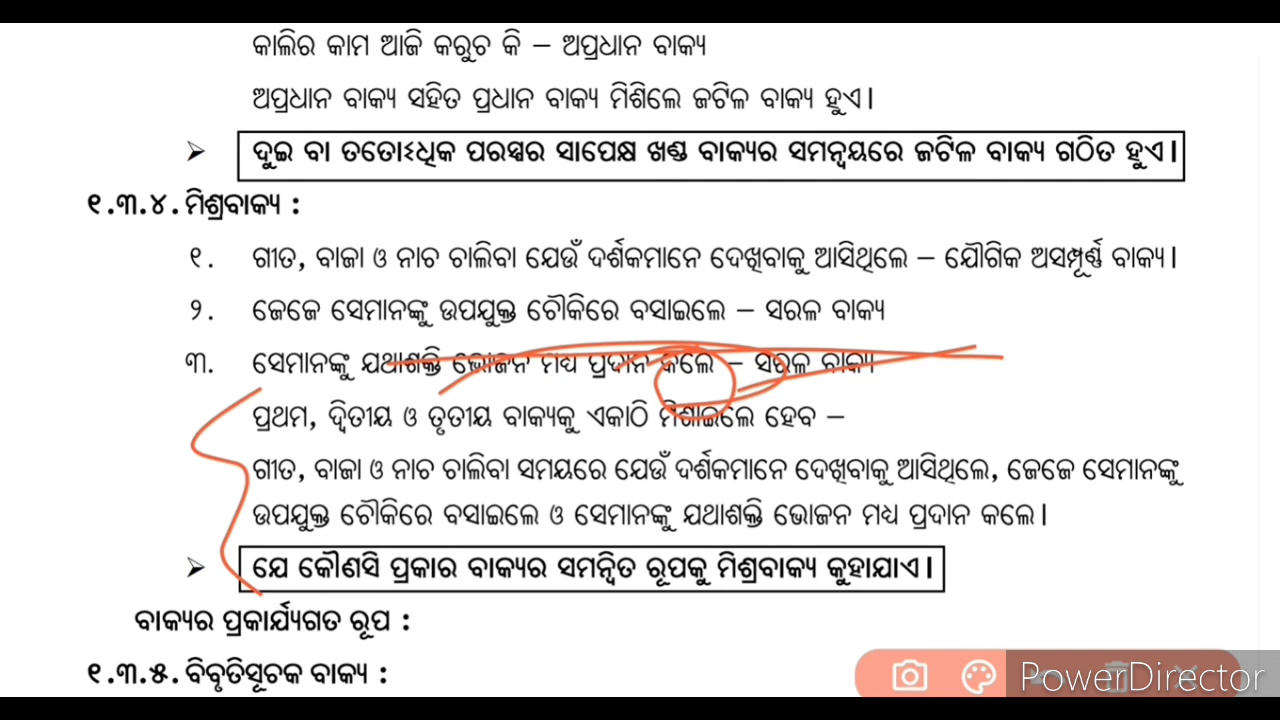 କାଲିର କାମ ଆଜି କରୁଚ କି – ଅପ୍ରଧାନ ବାକ୍ୟ
ଅପ୍ରଧାନ ବାକ୍ୟ ସହିତ ପ୍ରଧାନ ବାକ୍ୟ ମିଶିଲେ ଜଟିଳ ବାକ୍ୟ ହୁଏ।
➤ ଦୁଇ ବା ତତୋଽଧିକ ପରସ୍ପର ସାପେକ୍ଷ ଖଣ୍ଡ ବାକ୍ୟର ସମନ୍ୱୟରେ ଜଟିଳ ବାକ୍ୟ ଗଠିତ ହୁଏ।
୧.୩.୪. ମିଶ୍ରବାକ୍ୟ :
୧. ଗୀତ, ବାଜା ଓ ନାଚ ଚାଲିବା ଯେଉଁ ଦର୍ଶକମାନେ ଦେଖିବାକୁ ଆସିଥିଲେ – ଯୌଗିକ ଅସମ୍ପୂର୍ଣ୍ଣ ବାକ୍ୟ।
୨. ଜେଜେ ସେମାନଙ୍କୁ ଉପଯୁକ୍ତ ଚୌକିରେ ବସାଇଲେ – ସରଳ ବାକ୍ୟ
୩. ସେମାନଙ୍କୁ ଯଥାଶକ୍ତି ଭୋଜନ ମଧ୍ୟ ପ୍ରଦାନ କଲେ – ସରଳ ବାକ୍ୟ
ପ୍ରଥମ, ଦ୍ୱିତୀୟ ଓ ତୃତୀୟ ବାକ୍ୟକୁ ଏକାଠି ମିଶାଇଲେ ହେବ –
ଗୀତ, ବାଜା ଓ ନାଚ ଚାଲିବା ସମୟରେ ଯେଉଁ ଦର୍ଶକମାନେ ଦେଖିବାକୁ ଆସିଥିଲେ, ଜେଜେ ସେମାନଙ୍କୁ
ଉପଯୁକ୍ତ ଚୌକିରେ ବସାଇଲେ ଓ ସେମାନଙ୍କୁ ଯଥାଶକ୍ତି ଭୋଜନ ମଧ୍ୟ ପ୍ରଦାନ କଲେ।
➤ ଯେ କୌଣସି ପ୍ରକାର ବାକ୍ୟର ସମନ୍ୱିତ ରୂପକୁ ମିଶ୍ରବାକ୍ୟ କୁହାଯାଏ।
ବାକ୍ୟର ପ୍ରକାର୍ଯ୍ୟଗତ ରୂପ :
୧.୩.୫. ବିବୃତିସୂଚକ ବାକ୍ୟ :
PowerDirector